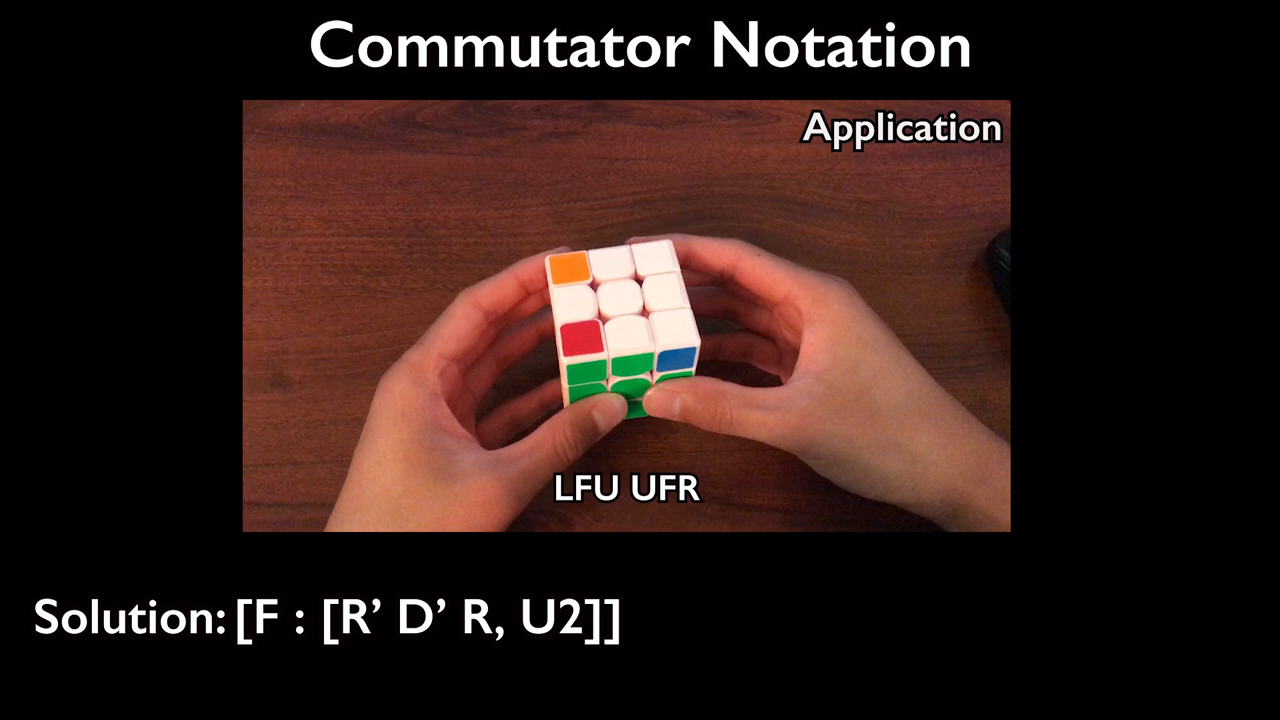 Commutator Notation
Application
LFU UFR
Solution: [F : [R’ D’ R, U2]]